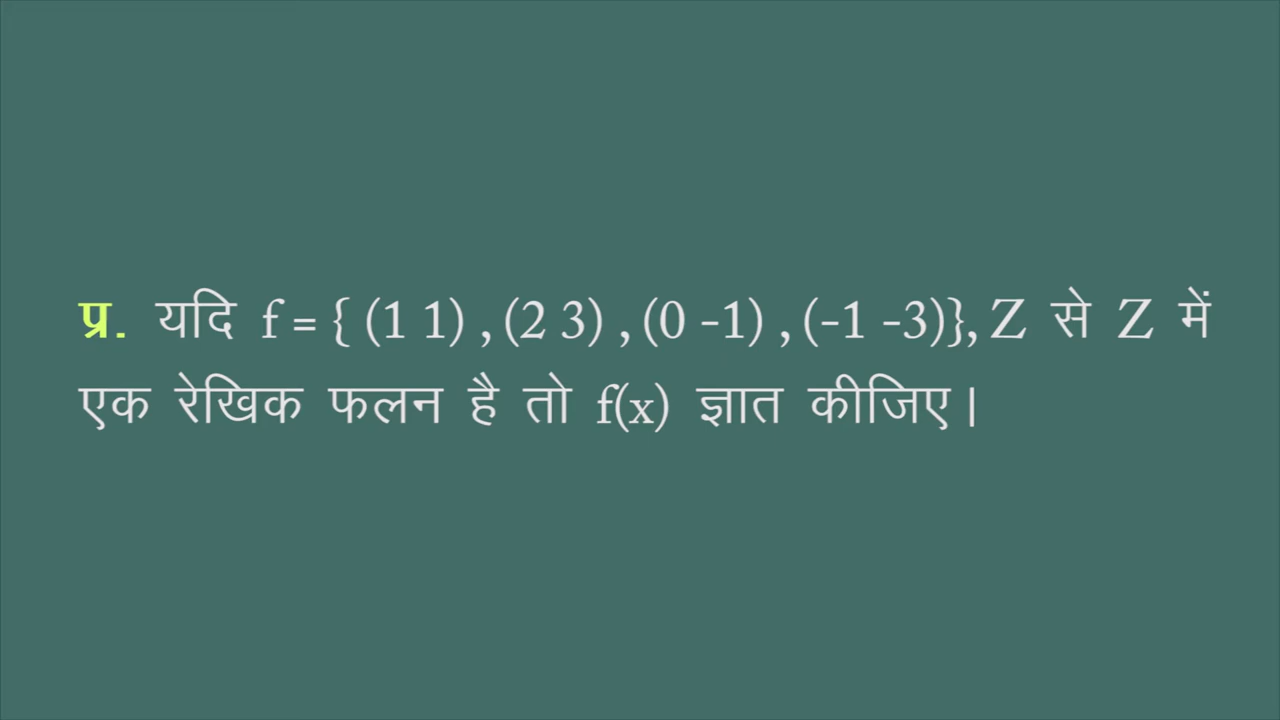 प्र. यदि f = { (1 1) , (2 3) , (0 -1) , (-1 -3)}, Z से Z में
एक रेखिक फलन है तो f(x) ज्ञात कीजिए।